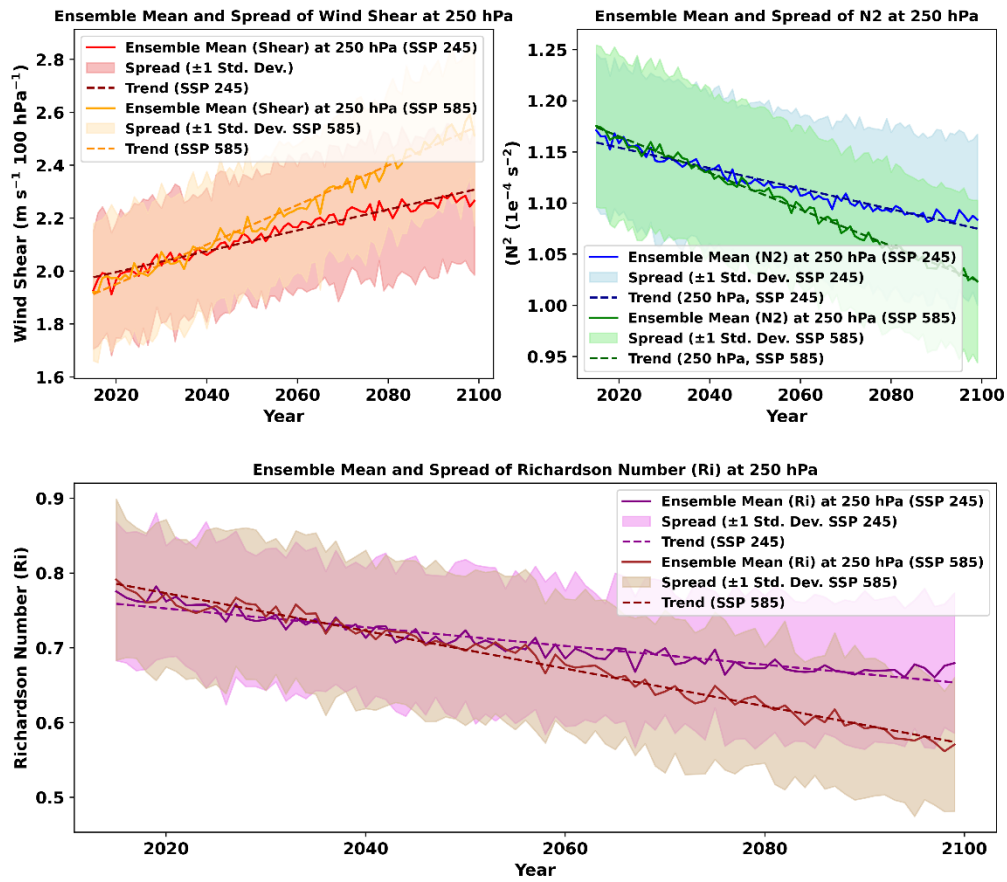 Ensemble Mean and Spread of Wind Shear at 250 hPa
Wind Shear (m s⁻¹ 100 hPa⁻¹)
2.8
2.6
2.4
2.2
2.0
1.8
1.6
Ensemble Mean (Shear) at 250 hPa (SSP 245)
Spread (±1 Std. Dev.)
Trend (SSP 245)
Ensemble Mean (Shear) at 250 hPa (SSP 585)
Spread (±1 Std. Dev. SSP 585)
Trend (SSP 585)
2020 2040 2060 2080 2100
Year
Ensemble Mean and Spread of N2 at 250 hPa
(N² (1e⁻⁴ s⁻²)
1.25
1.20
1.15
1.10
1.05
1.00
0.95
Ensemble Mean (N2) at 250 hPa (SSP 245)
Spread (±1 Std. Dev. SSP 245)
Trend (250 hPa, SSP 245)
Ensemble Mean (N2) at 250 hPa (SSP 585)
Spread (±1 Std. Dev. SSP 585)
Trend (250 hPa, SSP 585)
2020 2040 2060 2080 2100
Year
Ensemble Mean and Spread of Richardson Number (Ri) at 250 hPa
Richardson Number (Ri)
0.9
0.8
0.7
0.6
0.5
Ensemble Mean (Ri) at 250 hPa (SSP 245)
Spread (±1 Std. Dev. SSP 245)
Trend (SSP 245)
Ensemble Mean (Ri) at 250 hPa (SSP 585)
Spread (±1 Std. Dev. SSP 585)
Trend (SSP 585)
2020 2040 2060 2080 2100
Year